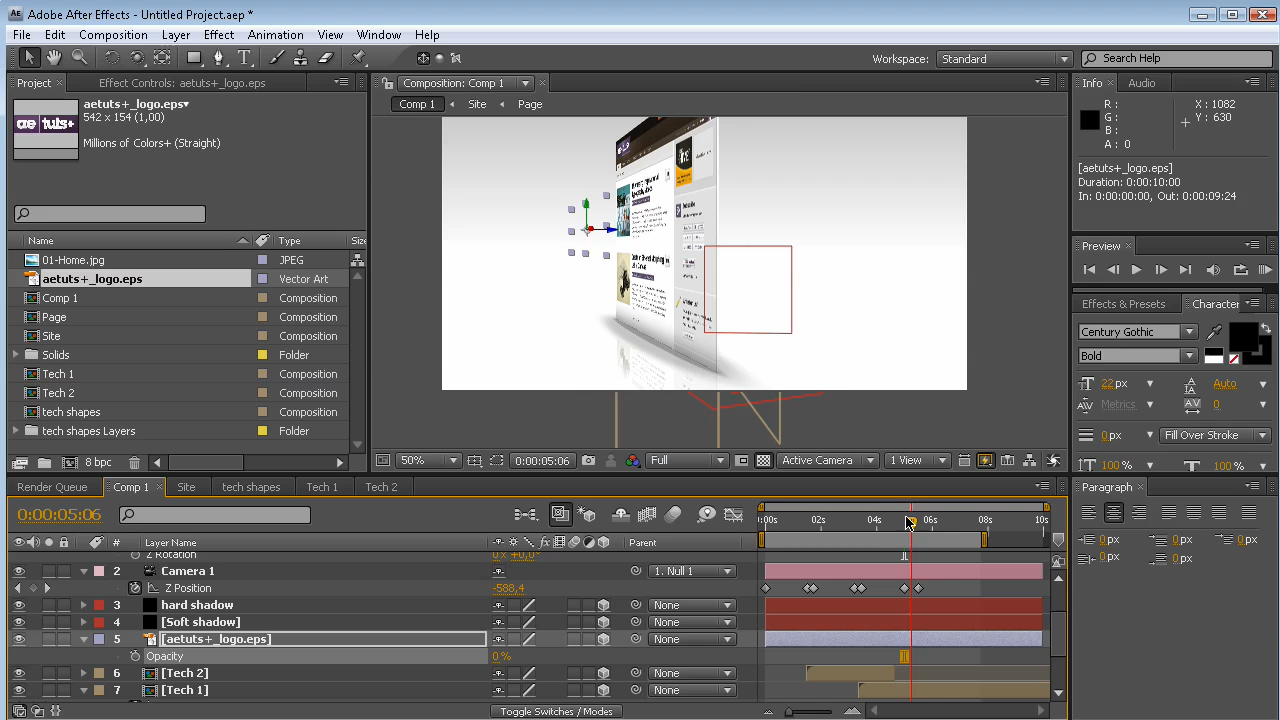 Adobe After Effects - Untitled Project.aep *
File Edit Composition Layer Effect Animation View Window Help
Workspace: Standard Search Help
Project Effect Controls: aetuts+_logo.eps
Composition: Comp 1
Info Audio
Comp 1 Site Page
aetuts+_logo.eps
542 x 154 (1,00)
Millions of Colors+ (Straight)
ae tuts+
R:
G:
B:
A: 0
X: 1082
Y: 630
[aetuts+_logo.eps]
Duration: 0:00:10:00
In: 0:00:00:00, Out: 0:00:09:24
Name Type Size
01-Home.jpg JPEG
aetuts+_logo.eps Vector Art
Comp 1 Composition
Page Composition
Site Composition
Solids Folder
Tech 1 Composition
Tech 2 Composition
tech shapes Composition
tech shapes Layers Folder
8 bpc
Preview
Effects & Presets Character
Century Gothic
Bold
22 px Auto
Metrics 0
0 px Fill Over Stroke
100 % 100 %
50% 0:00:05:06 Full Active Camera 1 View
Render Queue Comp 1 Site tech shapes Tech 1 Tech 2
Paragraph
0:00:05:06
0:00s 02s 04s 06s 08s 10s
# Layer Name Parent
Z Rotation 0 x +0,0°
2 Camera 1 1. Null 1
Z Position -588,4
3 hard shadow None
4 [Soft shadow] None
5 [aetuts+_logo.eps] None
Opacity 0 %
6 [Tech 2] None
7 [Tech 1] None
Toggle Switches / Modes
0 px 0 px 0 px
0 px 0 px